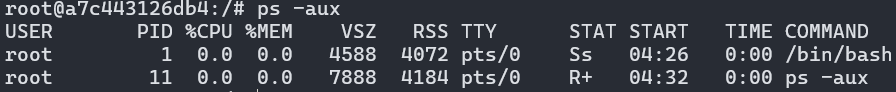 root@a7c443126db4:/# ps -aux
USER PID %CPU %MEM VSZ RSS TTY STAT START TIME COMMAND
root 1 0.0 0.0 4588 4072 pts/0 Ss 04:26 0:00 /bin/bash
root 11 0.0 0.0 7888 4184 pts/0 R+ 04:32 0:00 ps -aux